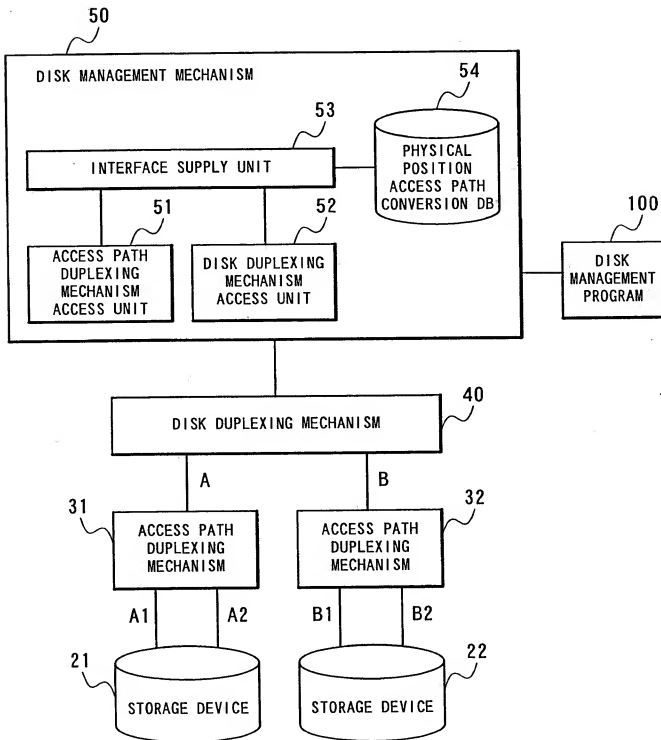 50
DISK MANAGEMENT MECHANISM
54
53
INTERFACE SUPPLY UNIT
PHYSICAL
POSITION
ACCESS PATH
CONVERSION DB
51
ACCESS PATH
DUPLEXING
MECHANISM
ACCESS UNIT
52
DISK DUPLEXING
MECHANISM
ACCESS UNIT
100
DISK
MANAGEMENT
PROGRAM
40
DISK DUPLEXING MECHANISM
A
B
31
ACCESS PATH
DUPLEXING
MECHANISM
32
ACCESS PATH
DUPLEXING
MECHANISM
A1
A2
B1
B2
21
STORAGE DEVICE
22
STORAGE DEVICE